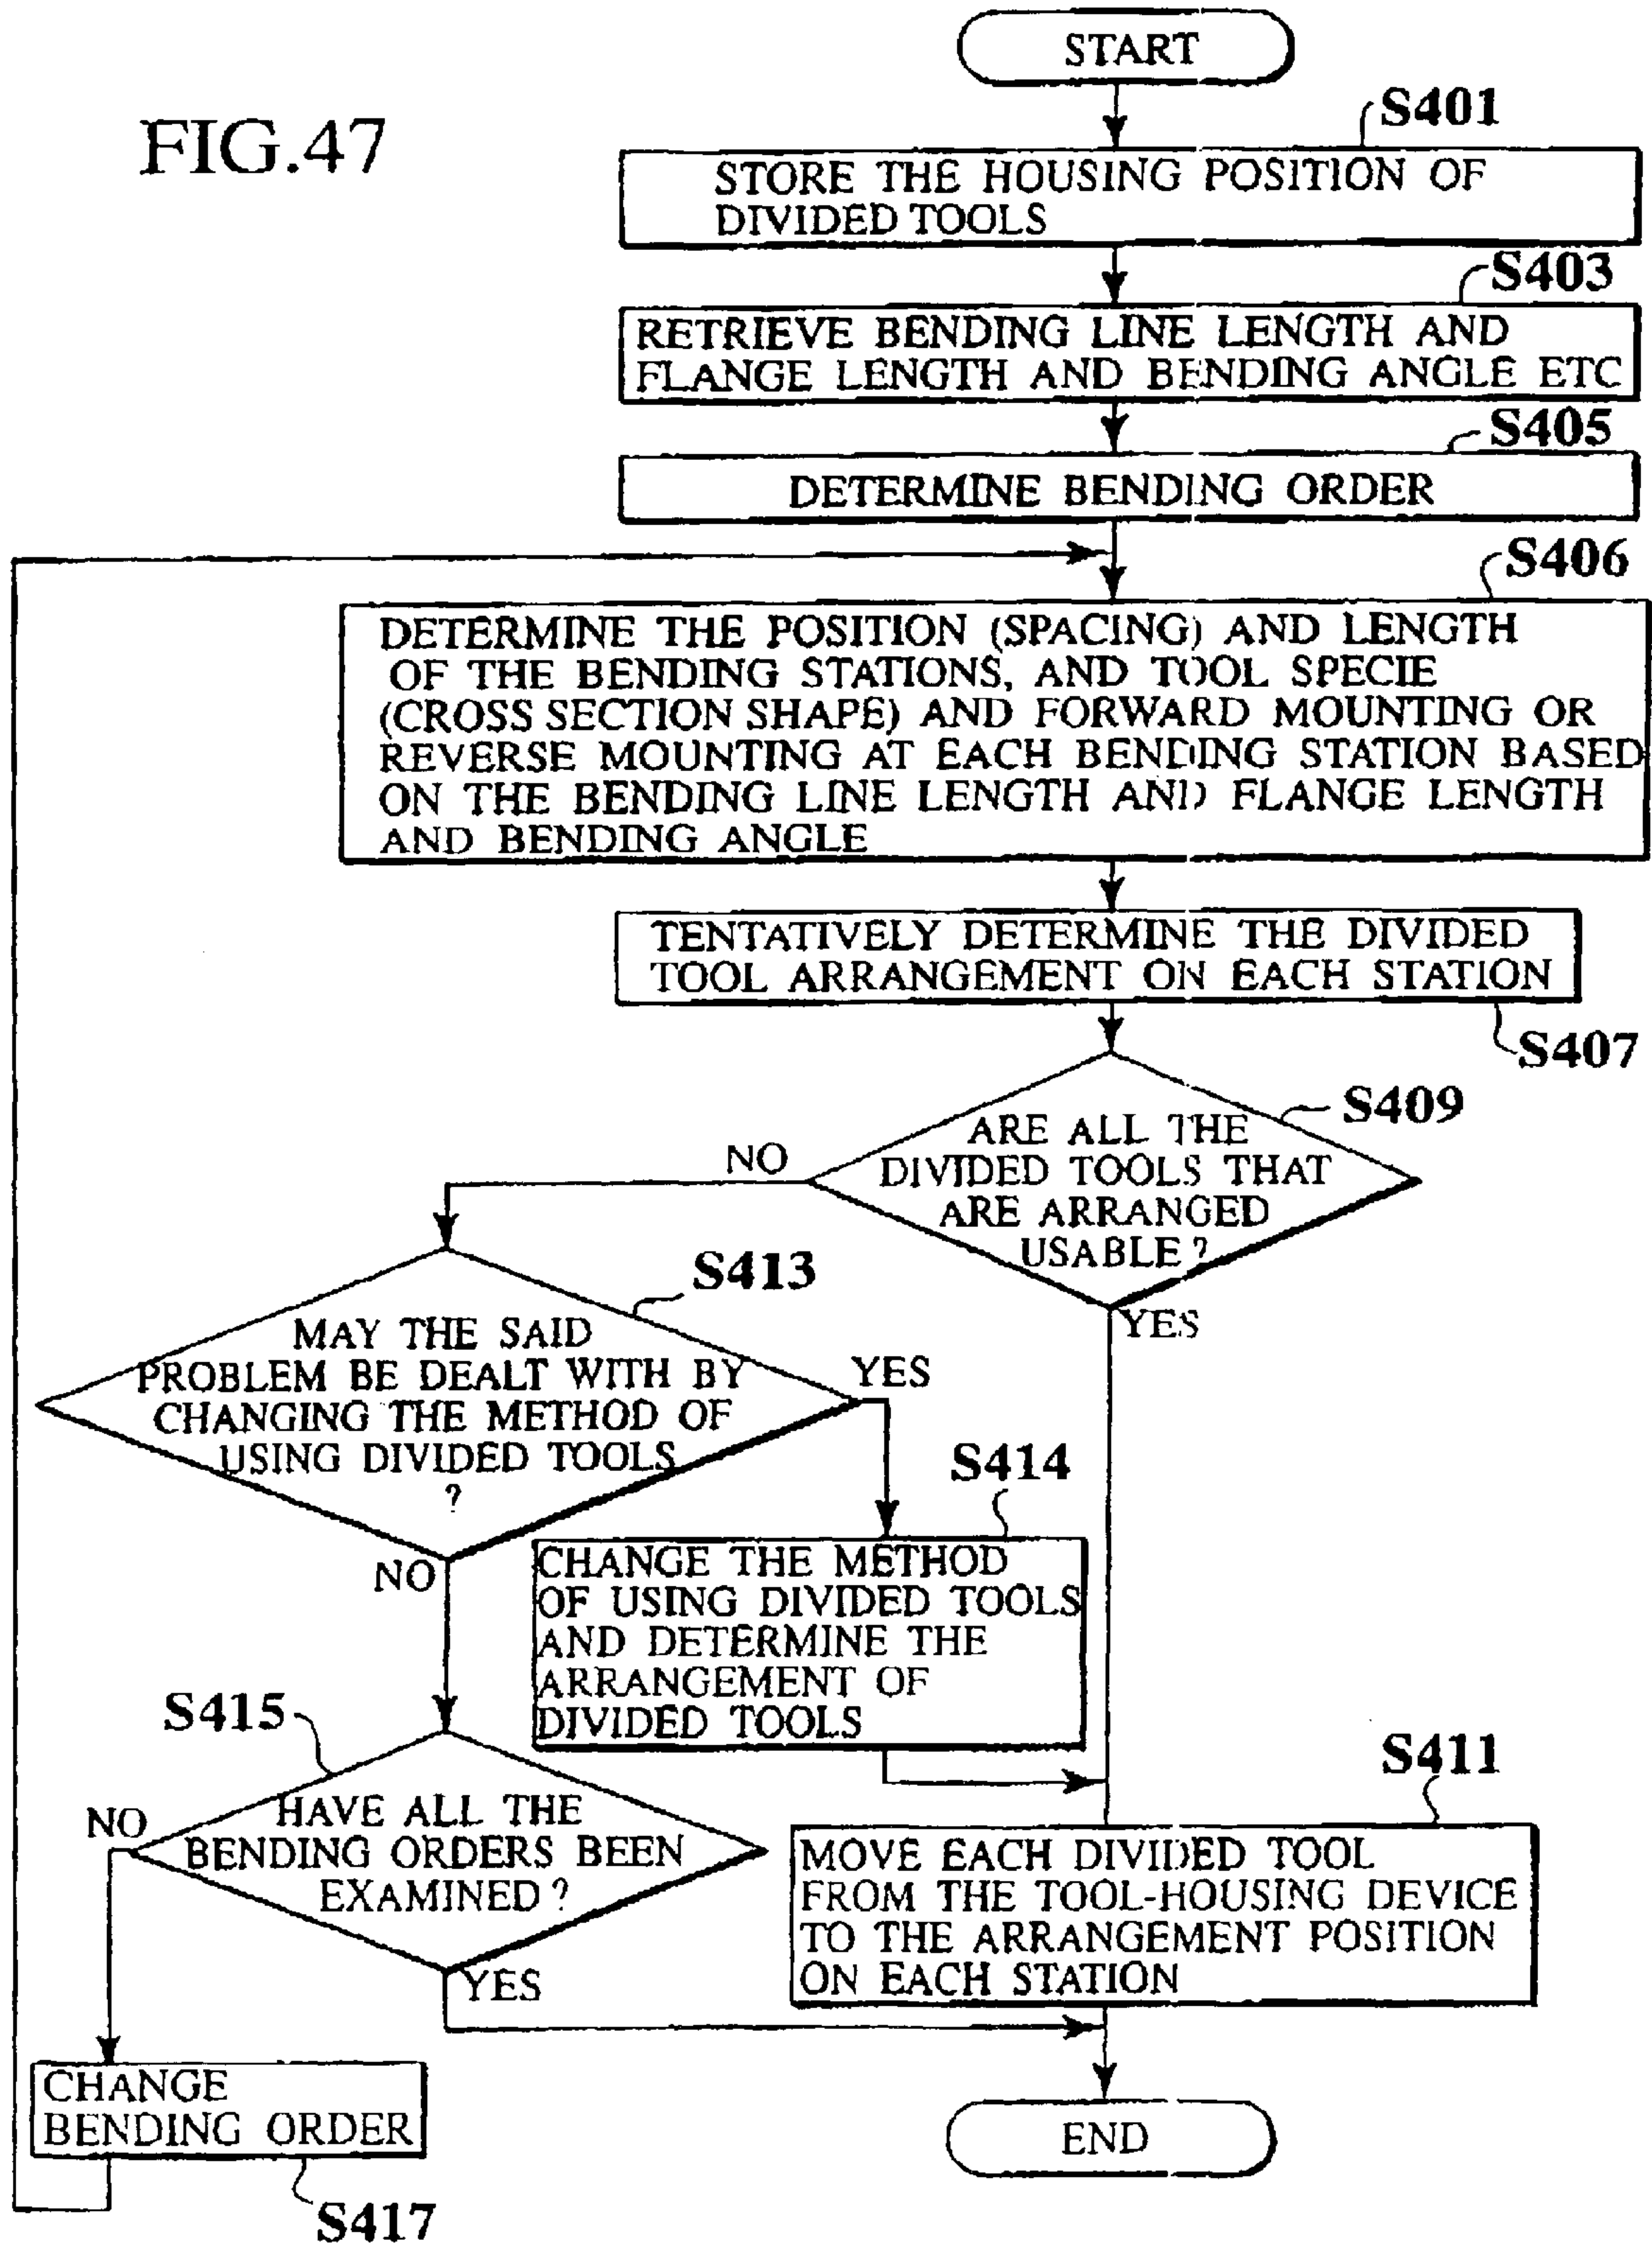 FIG.47
START
S401
STORE THE HOUSING POSITION OF
DIVIDED TOOLS
S403
RETRIEVE BENDING LINE LENGTH AND
FLANGE LENGTH AND BENDING ANGLE ETC
S405
DETERMINE BENDING ORDER
S406
DETERMINE THE POSITION (SPACING) AND LENGTH
OF THE BENDING STATIONS, AND TOOL SPECIE
(CROSS SECTION SHAPE) AND FORWARD MOUNTING OR
REVERSE MOUNTING AT EACH BENDING STATION BASED
ON THE BENDING LINE LENGTH AND FLANGE LENGTH
AND BENDING ANGLE
TENTATIVELY DETERMINE THE DIVIDED
TOOL ARRANGEMENT ON EACH STATION
S407
S409
ARE ALL THE
DIVIDED TOOLS THAT
ARE ARRANGED
USABLE?
NO
YES
S413
MAY THE SAID
PROBLEM BE DEALT WITH BY
CHANGING THE METHOD OF
USING DIVIDED TOOLS
?
YES
NO
S414
CHANGE THE METHOD
OF USING DIVIDED TOOLS
AND DETERMINE THE
ARRANGEMENT OF
DIVIDED TOOLS
S415
HAVE ALL THE
BENDING ORDERS BEEN
EXAMINED?
NO
YES
S411
MOVE EACH DIVIDED TOOL
FROM THE TOOL-HOUSING DEVICE
TO THE ARRANGEMENT POSITION
ON EACH STATION
CHANGE
BENDING ORDER
S417
END